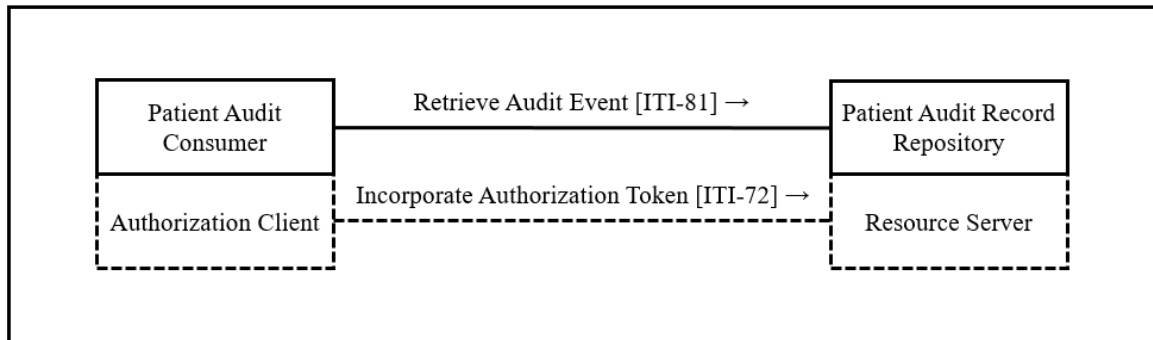 Patient Audit
Consumer
Retrieve Audit Event [ITI-81] →
Patient Audit Record
Repository
Authorization Client
Incorporate Authorization Token [ITI-72] →
Resource Server